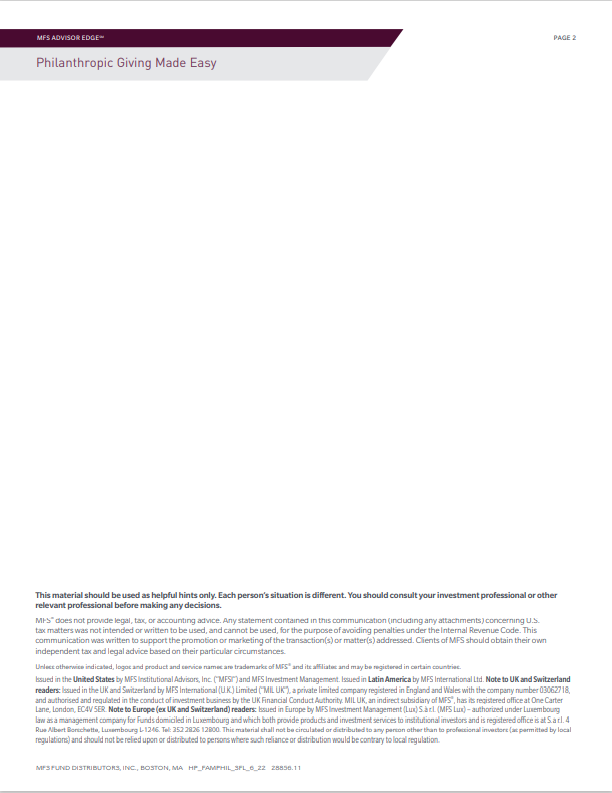 MFS ADVISOR EDGE℠
PAGE 2
Philanthropic Giving Made Easy
This material should be used as helpful hints only. Each person's situation is different. You should consult your investment professional or other
relevant professional before making any decisions.
MFS® does not provide legal, tax, or accounting advice. Any statement contained in this communication (including any attachments) concerning U.S.
tax matters was not intended or written to be used, and cannot be used, for the purpose of avoiding penalties under the Internal Revenue Code. This
communication was written to support the promotion or marketing of the transaction(s) or matter(s) addressed. Clients of MFS should obtain their own
independent tax and legal advice based on their particular circumstances.
Unless otherwise indicated, logos and product and service names are trademarks of MFS® and its affiliates and may be registered in certain countries.
Issued in the United States by MFS Institutional Advisors, Inc. ("MFSI") and MFS Investment Management. Issued in Latin America by MFS International Ltd. Note to UK and Switzerland
readers: Issued in the UK and Switzerland by MFS International (U.K.) Limited ("MIL UK"), a private limited company registered in England and Wales with the company number 03062718,
and authorised and regulated in the conduct of investment business by the UK Financial Conduct Authority. MIL UK, an indirect subsidiary of MFS®, has its registered office at One Carter
Lane, London, EC4V 5ER. Note to Europe (ex UK and Switzerland) readers: Issued in Europe by MFS Investment Management (Lux) S.à r.l. (MFS Lux) – authorized under Luxembourg
law as a management company for Funds domiciled in Luxembourg and which both provide products and investment services to institutional investors and is registered office is at S.a r.l. 4
Rue Albert Borschette, Luxembourg L-1246. Tel: 352.2826 12800. This material shall not be circulated or distributed to any person other than to professional investors (as permitted by local
regulations) and should not be relied upon or distributed to persons where such reliance or distribution would be contrary to local regulation.
MFS FUND DISTRIBUTORS, INC., BOSTON, MA HP_FAMPHIL_3FL_6_22 28856.11